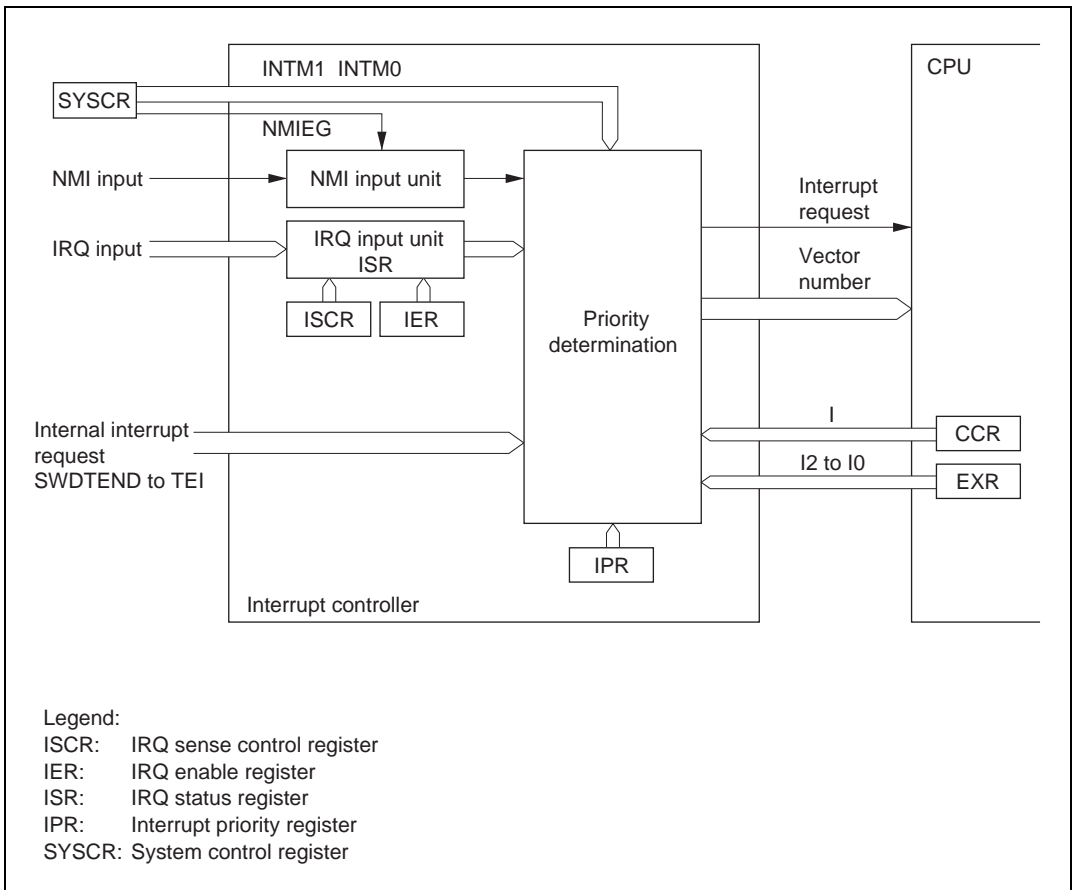 INTM1 INTM0
CPU
SYSCR
NMIEG
NMI input
NMI input unit
Interrupt
request
IRQ input
IRQ input unit
ISR
Vector
number
ISCR
IER
Priority
determination
I
CCR
Internal interrupt
request
SWDTEND to TEI
I2 to I0
EXR
IPR
Interrupt controller
Legend:
ISCR: IRQ sense control register
IER: IRQ enable register
ISR: IRQ status register
IPR: Interrupt priority register
SYSCR: System control register